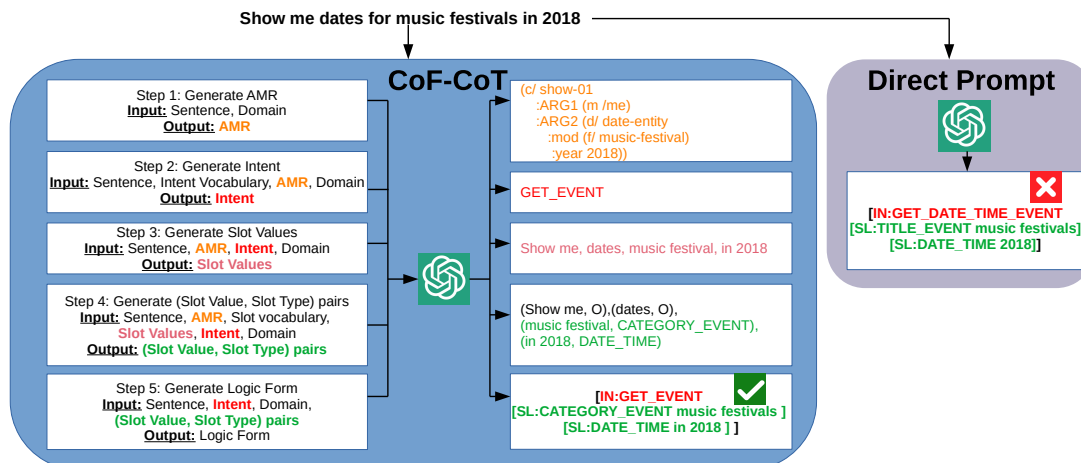 Show me dates for music festivals in 2018
CoF-CoT
Step 1: Generate AMR
Input: Sentence, Domain
Output: AMR
Step 2: Generate Intent
Input: Sentence, Intent Vocabulary, AMR, Domain
Output: Intent
Step 3: Generate Slot Values
Input: Sentence, AMR, Intent, Domain
Output: Slot Values
Step 4: Generate (Slot Value, Slot Type) pairs
Input: Sentence, AMR, Slot vocabulary,
Slot Values, Intent, Domain
Output: (Slot Value, Slot Type) pairs
Step 5: Generate Logic Form
Input: Sentence, Intent, Domain,
(Slot Value, Slot Type) pairs
Output: Logic Form
(c/ show-01
:ARG1 (m /me)
:ARG2 (d/ date-entity
:mod (f/ music-festival)
:year 2018))
GET_EVENT
Show me, dates, music festival, in 2018
(Show me, O),(dates, O),
(music festival, CATEGORY_EVENT),
(in 2018, DATE_TIME)
[IN:GET_EVENT
[SL:CATEGORY_EVENT music festivals ]
[SL:DATE_TIME in 2018 ] ]
Direct Prompt
[IN:GET_DATE_TIME_EVENT
[SL:TITLE_EVENT music festivals]
[SL:DATE_TIME 2018]]